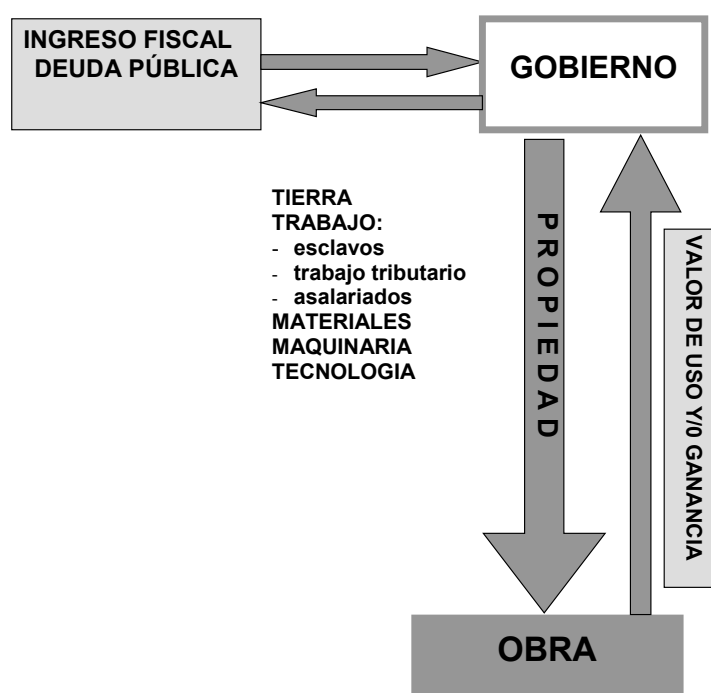 INGRESO FISCAL
DEUDA PÚBLICA
GOBIERNO
TIERRA
TRABAJO:
- esclavos
- trabajo tributario
- asalariados
MATERIALES
MAQUINARIA
TECNOLOGIA
PROPIEDAD
VALOR DE USO Y/0 GANANCIA
OBRA